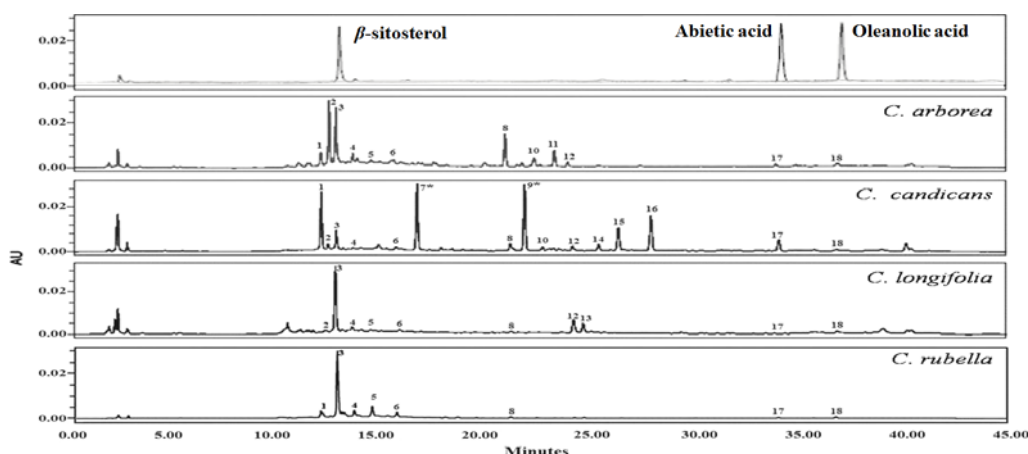 β-sitosterol Abietic acid Oleanolic acid
0.02
0.00
C. arborea
0.02
0.00
1 2 3 4 5 6 8 10 11 12 17 18
C. candicans
0.02
0.00
1 2 3 4 6 7* 8 9* 10 12 14 15 16 17 18
AU
C. longifolia
0.02
0.00
2 3 4 5 6 8 12 13 17 18
C. rubella
0.02
0.00
1 3 4 5 6 8 17 18
0.00 5.00 10.00 15.00 20.00 25.00 30.00 35.00 40.00 45.00
Minutes